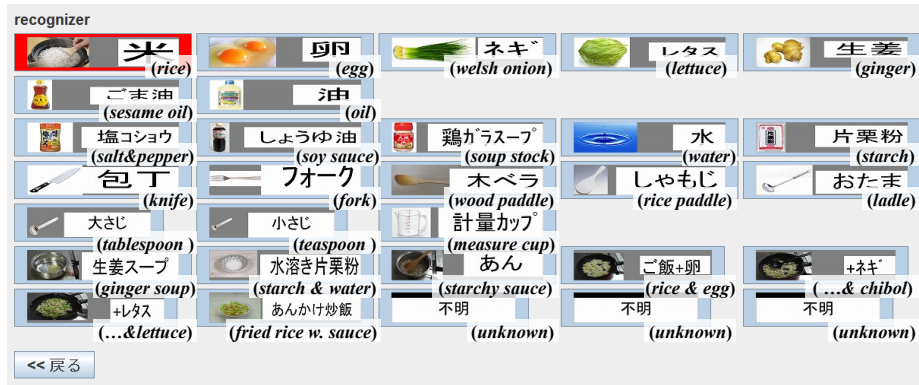 recognizer
米 卵 ネギ レタス 生姜
(rice) (egg) (welsh onion) (lettuce) (ginger)
ごま油 油
(sesame oil) (oil)
塩コショウ しょうゆ油 鶏ガラスープ 水 片栗粉
(salt&pepper) (soy sauce) (soup stock) (water) (starch)
包丁 フォーク 木ベラ しゃもじ おたま
(knife) (fork) (wood paddle) (rice paddle) (ladle)
大さじ 小さじ 計量カップ
(tablespoon ) (teaspoon ) (measure cup)
生姜スープ 水溶き片栗粉 あん ご飯+卵 +ネギ
(ginger soup) (starch & water) (starchy sauce) (rice & egg) ( …& chibol)
+レタス あんかけ炒飯 不明 不明 不明
(…&lettuce) (fried rice w. sauce) (unknown) (unknown) (unknown)
<< 戻る